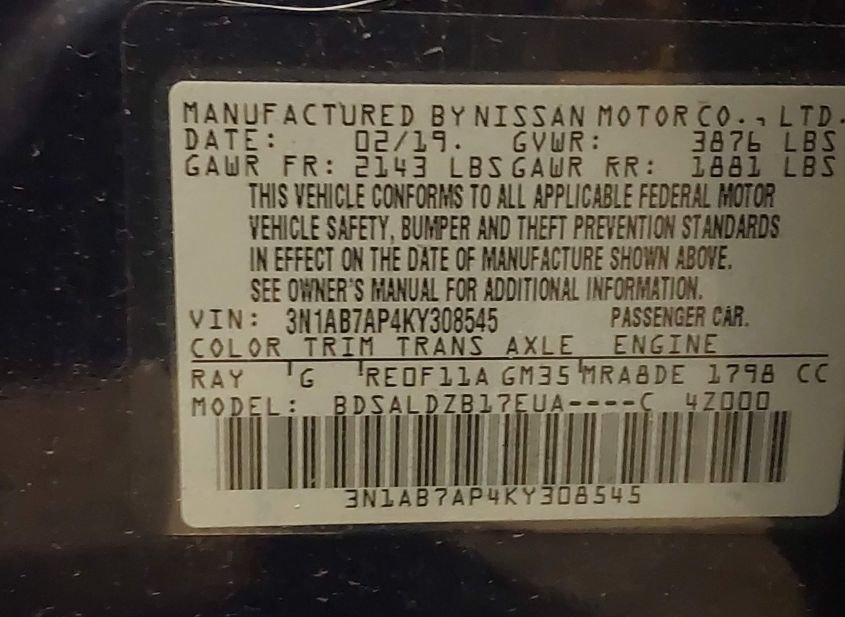 MANUFACTURED BY NISSAN MOTOR CO., LTD.
DATE: 02/19. GVWR: 3876 LBS
GAWR FR: 2143 LBS GAWR RR: 1881 LBS
THIS VEHICLE CONFORMS TO ALL APPLICABLE FEDERAL MOTOR
VEHICLE SAFETY, BUMPER AND THEFT PREVENTION STANDARDS
IN EFFECT ON THE DATE OF MANUFACTURE SHOWN ABOVE.
SEE OWNER'S MANUAL FOR ADDITIONAL INFORMATION.
VIN: 3N1AB7AP4KY308545 PASSENGER CAR.
COLOR TRIM TRANS AXLE ENGINE
RAY G RE0F11A GM35 MRA8DE 1798 CC
MODEL: BDSALDZB17EUA----C 4Z000
3N1AB7AP4KY308545